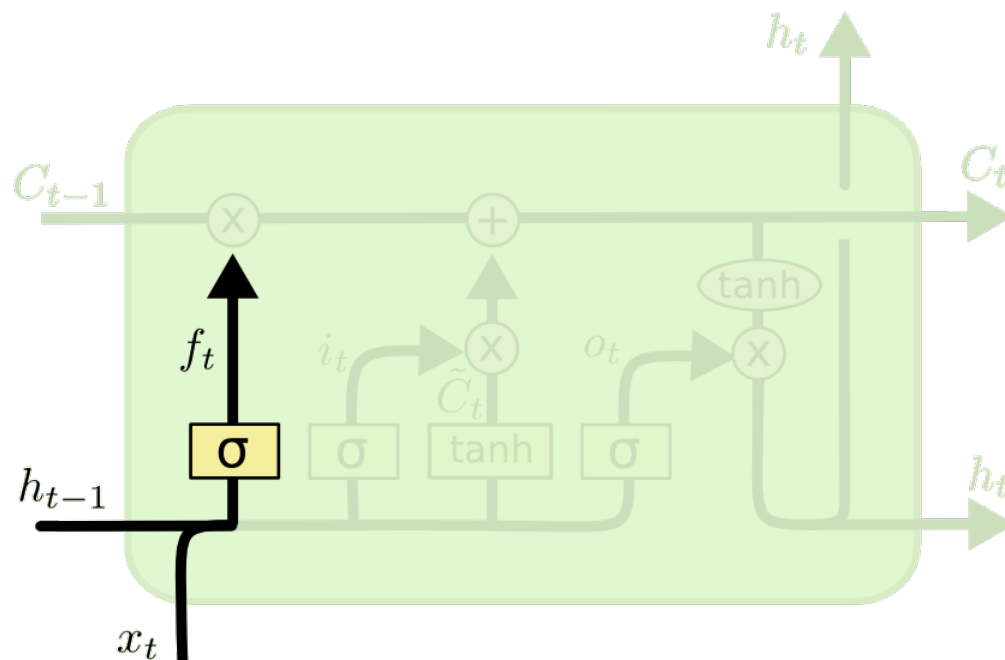 h_t
C_{t-1}
x
+
C_t
tanh
f_t
i_t
x
o_t
x
C̃_t
σ
σ
tanh
σ
h_{t-1}
h_t
x_t